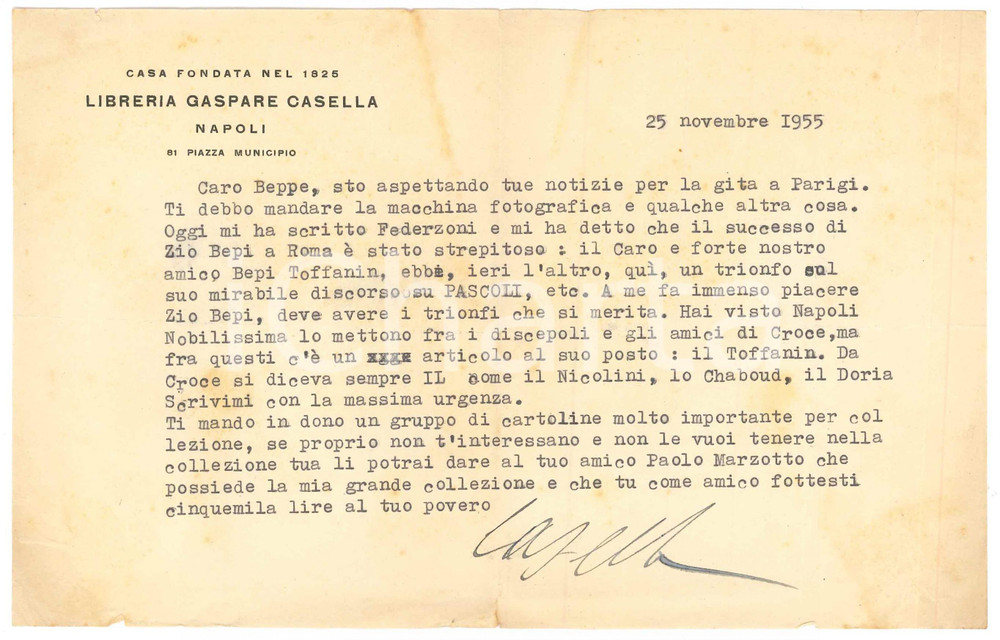 CASA FONDATA NEL 1825
LIBRERIA GASPARE CASELLA
NAPOLI
81 PIAZZA MUNICIPIO
25 novembre I955
Caro Beppe, sto aspettando tue notizie per la gita a Parigi.
Ti debbo mandare la macchina fotografica e qualche altra cosa.
Oggi mi ha scritto Federzoni e mi ha detto che il successo di
Zio Bepi a Roma è stato strepitoso : il Caro e forte nostro
amico Bepi Toffanin, ebbe, ieri l'altro, quì, un trionfo sul
suo mirabile discorso su PASCOLI, etc. A me fa immenso piacere
Zio Bepi, deve avere i trionfi che si merita. Hai visto Napoli
Nobilissima lo mettono fra i discepoli e gli amici di Croce,ma
fra questi c'è un xxxx articolo al suo posto : il Toffanin. Da
Croce si diceva sempre IL come il Nicolini, lo Chaboud, il Doria
Scrivimi con la massima urgenza.
Ti mando in dono un gruppo di cartoline molto importante per col
lezione, se proprio non t'interessano e non le vuoi tenere nella
collezione tua li potrai dare al tuo amico Paolo Marzotto che
possiede la mia grande collezione e che tu come amico fottesti
cinquemila lire al tuo povero
Casella